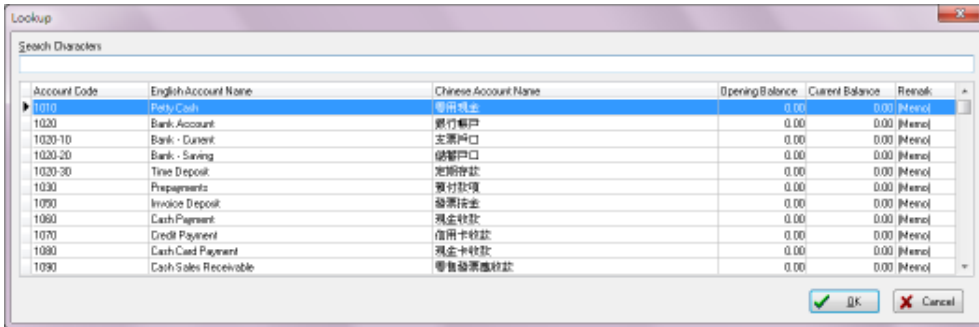 Lookup
Search Characters
Account Code English Account Name Chinese Account Name Opening Balance Current Balance Remark
1010 Petty Cash 零用現金 0.00 0.00 (Memo)
1020 Bank Account 銀行帳戶 0.00 0.00 (Memo)
1020-10 Bank - Current 支票戶口 0.00 0.00 (Memo)
1020-20 Bank - Saving 儲蓄戶口 0.00 0.00 (Memo)
1020-30 Time Deposit 定期存款 0.00 0.00 (Memo)
1030 Prepayments 預付款項 0.00 0.00 (Memo)
1050 Invoice Deposit 發票按金 0.00 0.00 (Memo)
1060 Cash Payment 現金收款 0.00 0.00 (Memo)
1070 Credit Payment 信用卡收款 0.00 0.00 (Memo)
1080 Cash Card Payment 現金卡收款 0.00 0.00 (Memo)
1090 Cash Sales Receivable 零售發票應收款 0.00 0.00 (Memo)
OK Cancel